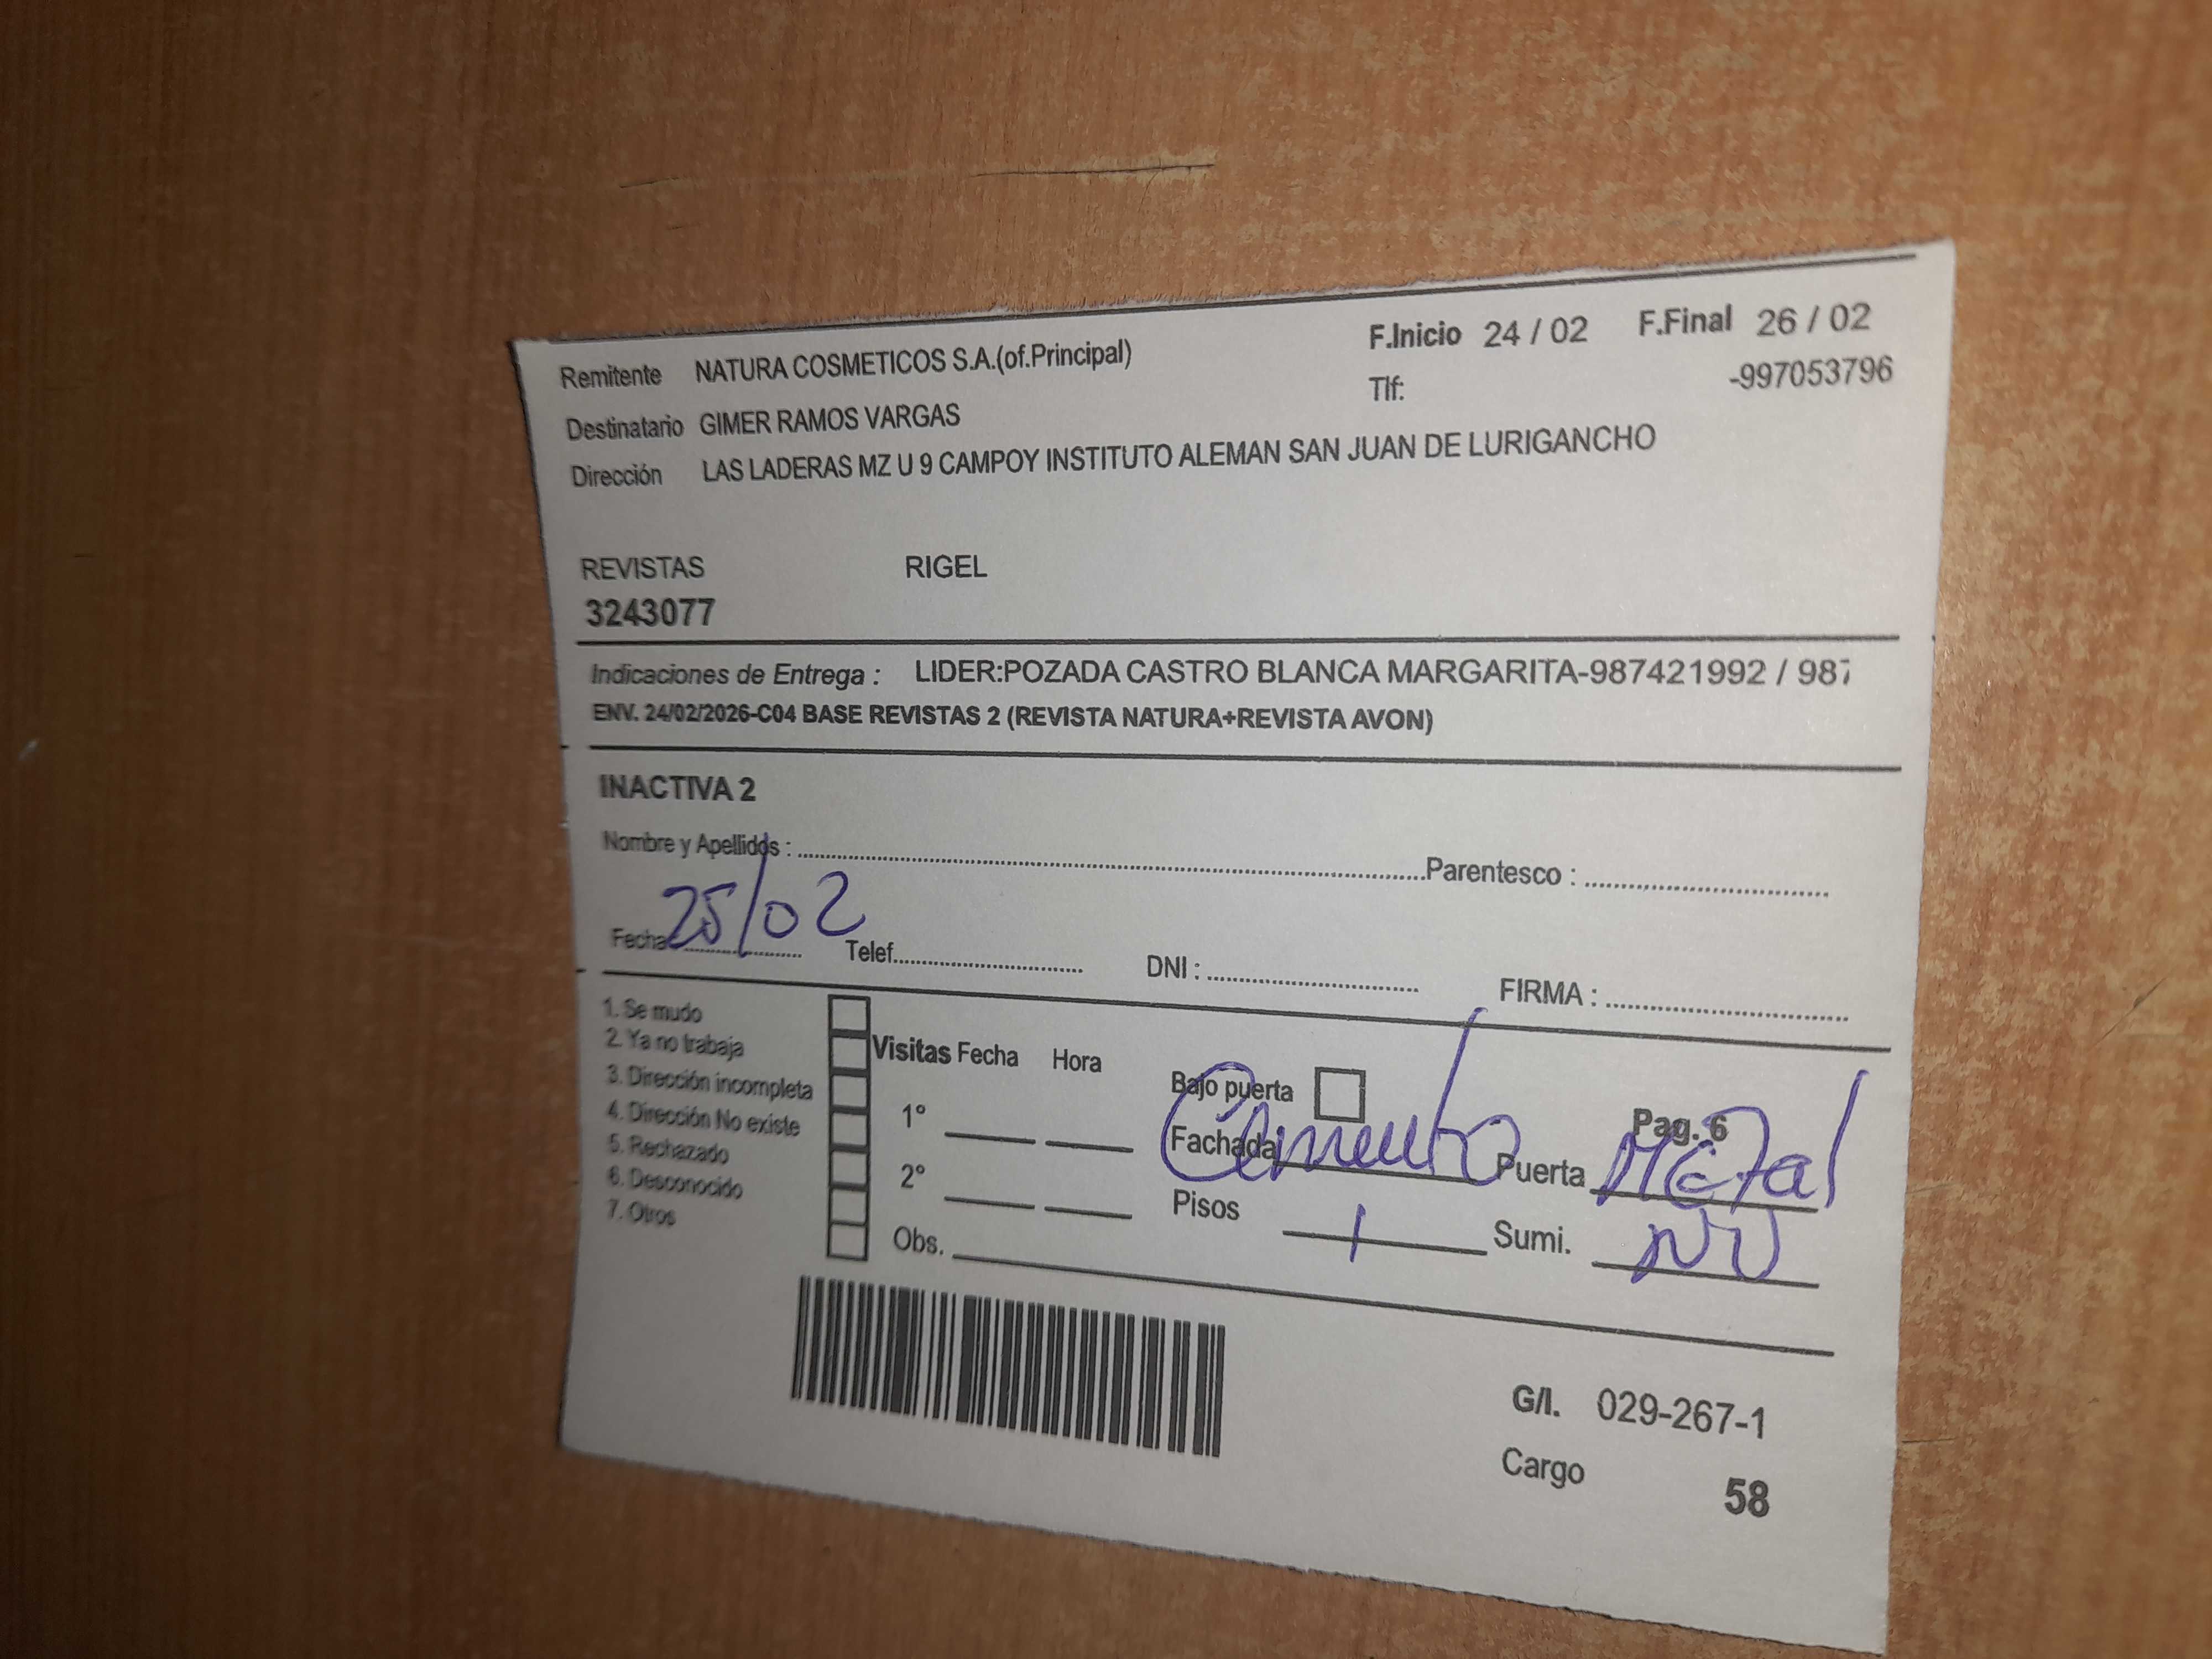 Remitente NATURA COSMETICOS S.A.(of.Principal) F.Inicio 24 / 02 F.Final 26 / 02
Tlf: -997053796
Destinatario GIMER RAMOS VARGAS
Dirección LAS LADERAS MZ U 9 CAMPOY INSTITUTO ALEMAN SAN JUAN DE LURIGANCHO
REVISTAS RIGEL
3243077
Indicaciones de Entrega : LIDER:POZADA CASTRO BLANCA MARGARITA-987421992 / 987
ENV. 24/02/2026-C04 BASE REVISTAS 2 (REVISTA NATURA+REVISTA AVON)
INACTIVA 2
Nombre y Apellidos : Parentesco :
Fecha 25/02 Telef. DNI : FIRMA :
1. Se mudo
2. Ya no trabaja
3. Dirección incompleta
4. Dirección No existe
5. Rechazado
6. Desconocido
7. Otros
Visitas Fecha Hora
1°
2°
Obs.
Bajo puerta Pag. 6
Fachada Cemento Puerta Metal
Pisos 1 Sumi.
G/I. 029-267-1
Cargo 58